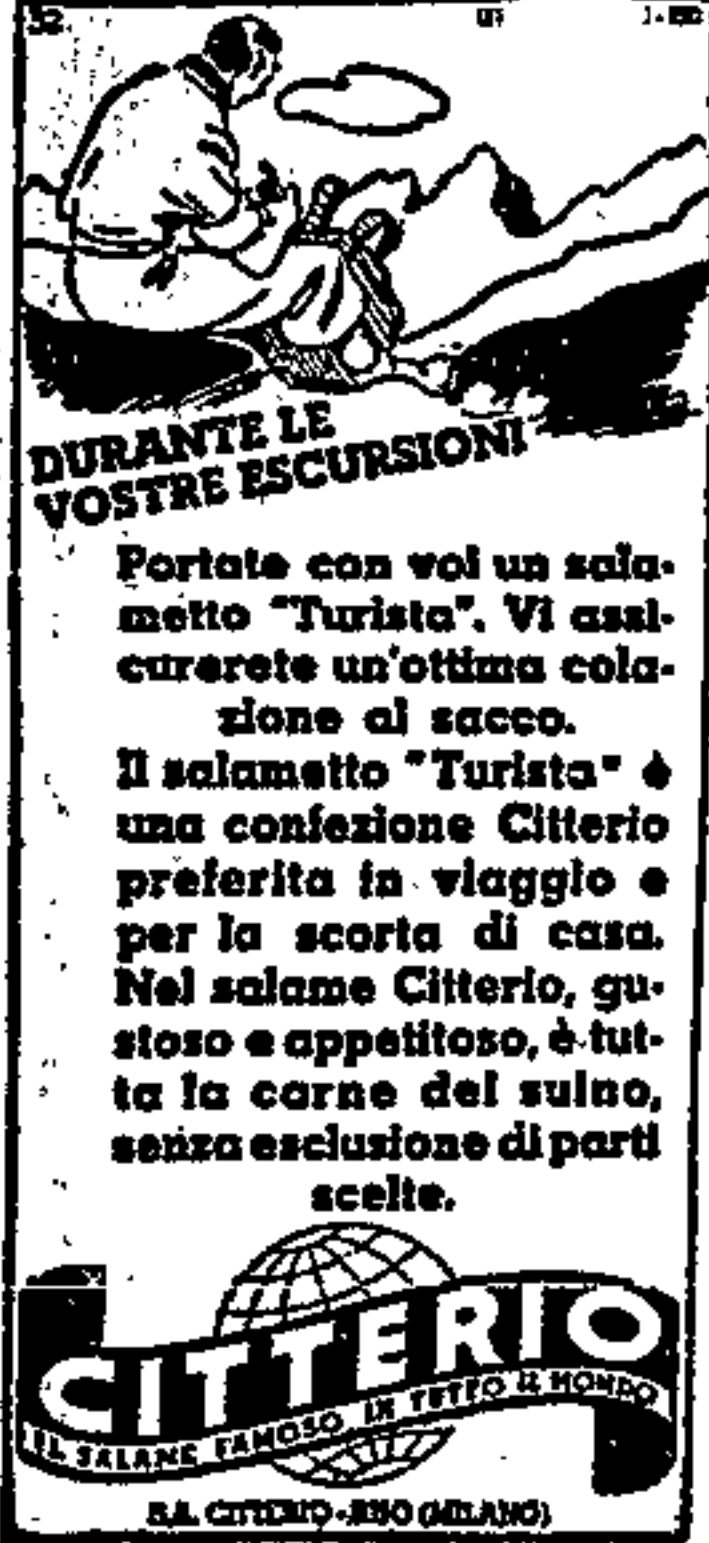 32
DURANTE LE
VOSTRE ESCURSIONI
Portate con voi un sala-
metto "Turista". Vi assi-
curerete un'ottima cola-
zione al sacco.
Il salametto "Turista" è
una confezione Citterio
preferita in viaggio e
per la scorta di casa.
Nel salame Citterio, gu-
stoso e appetitoso, è tut-
ta la carne del suino,
senza esclusione di parti
scelte.
CITTERIO
IL SALAME FAMOSO IN TUTTO IL MONDO
S.A. CITTERIO - RHO (MILANO)